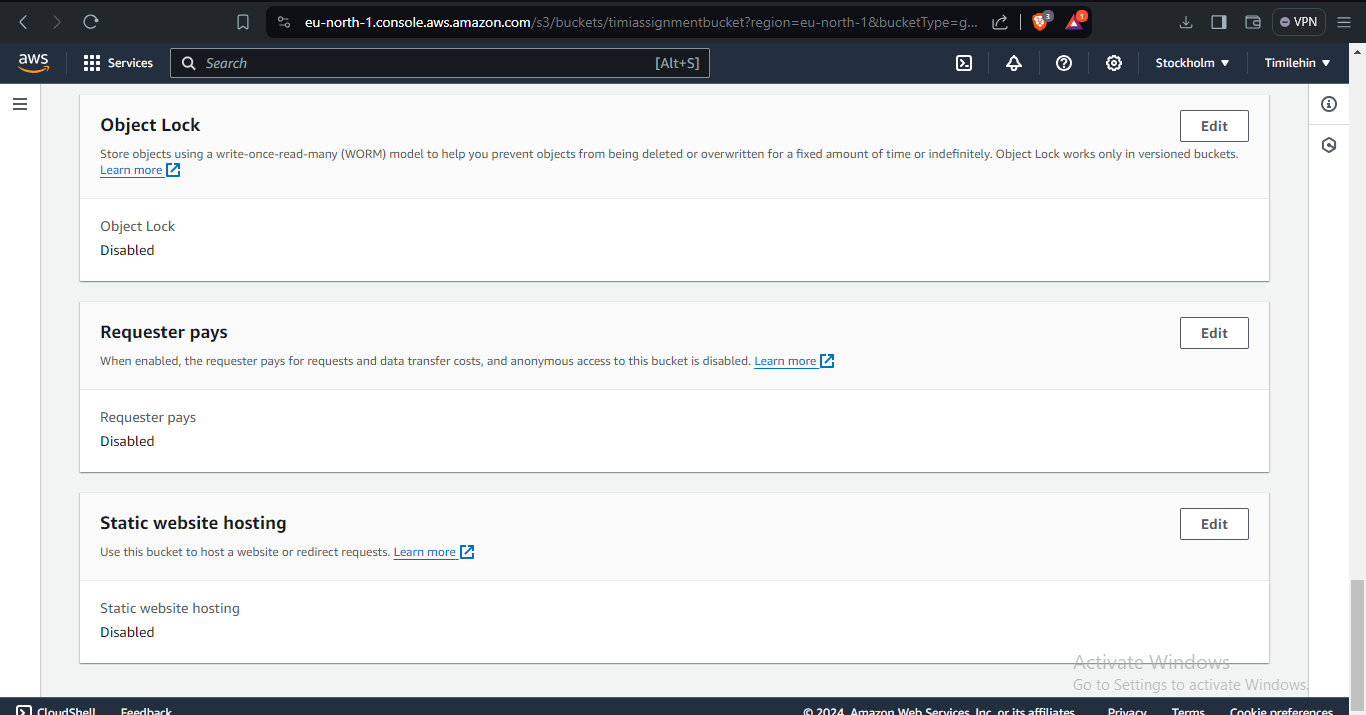 eu-north-1.console.aws.amazon.com/s3/buckets/timiassignmentbucket?region=eu-north-1&bucketType=g...
3
1
VPN
aws
Services
Search
[Alt+S]
Stockholm
Timilehin
Object Lock
Edit
Store objects using a write-once-read-many (WORM) model to help you prevent objects from being deleted or overwritten for a fixed amount of time or indefinitely. Object Lock works only in versioned buckets.
Learn more
Object Lock
Disabled
Requester pays
Edit
When enabled, the requester pays for requests and data transfer costs, and anonymous access to this bucket is disabled. Learn more
Requester pays
Disabled
Static website hosting
Edit
Use this bucket to host a website or redirect requests. Learn more
Static website hosting
Disabled
Activate Windows
Go to Settings to activate Windows.
CloudShell
Feedback
© 2024, Amazon Web Services, Inc. or its affiliates.
Privacy
Terms
Cookie preferences